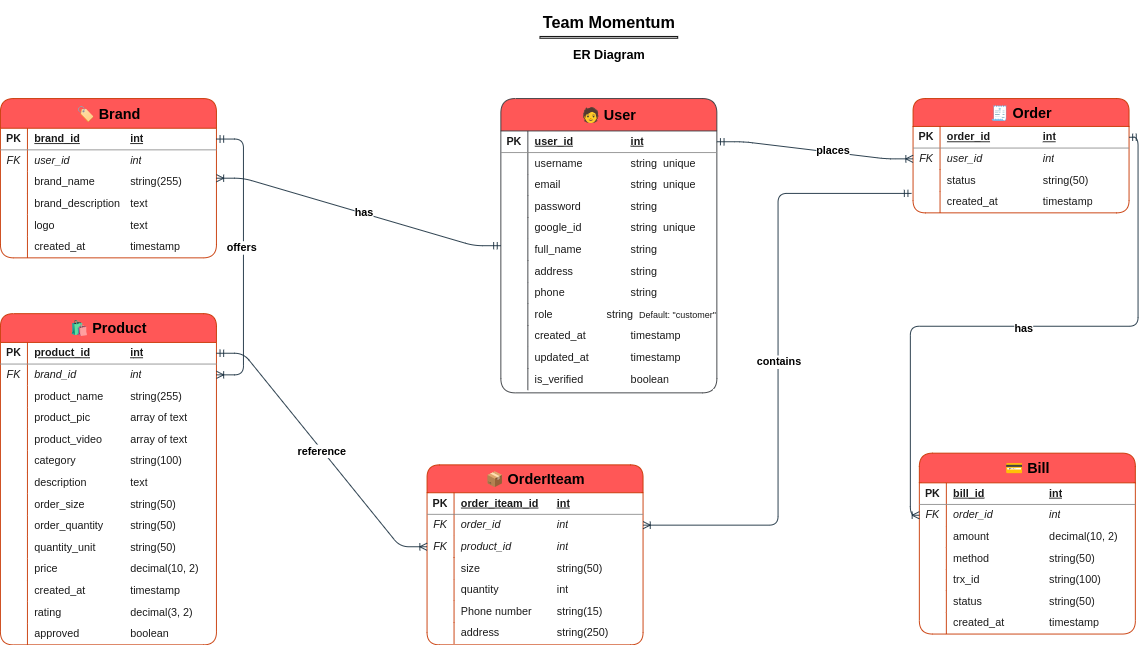 Team Momentum
ER Diagram
Brand
PK brand_id int
FK user_id int
brand_name string(255)
brand_description text
logo text
created_at timestamp
User
PK user_id int
username string unique
email string unique
password string
google_id string unique
full_name string
address string
phone string
role string Default: "customer"
created_at timestamp
updated_at timestamp
is_verified boolean
Order
PK order_id int
FK user_id int
status string(50)
created_at timestamp
places
has
offers
Product
PK product_id int
FK brand_id int
product_name string(255)
product_pic array of text
product_video array of text
category string(100)
description text
order_size string(50)
order_quantity string(50)
quantity_unit string(50)
price decimal(10, 2)
created_at timestamp
rating decimal(3, 2)
approved boolean
reference
contains
has
OrderIteam
PK order_iteam_id int
FK order_id int
FK product_id int
size string(50)
quantity int
Phone number string(15)
address string(250)
Bill
PK bill_id int
FK order_id int
amount decimal(10, 2)
method string(50)
trx_id string(100)
status string(50)
created_at timestamp